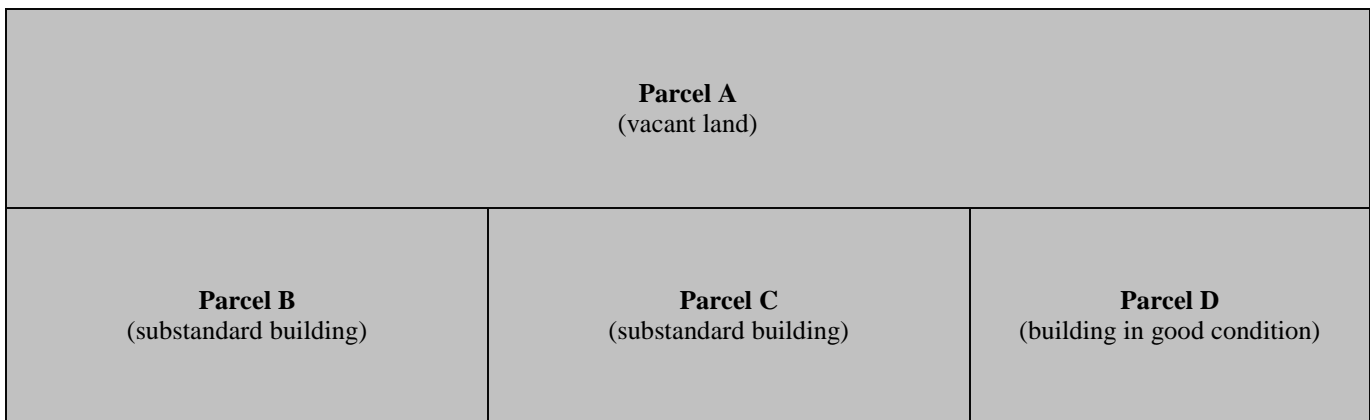 Parcel A
(vacant land)
Parcel B
(substandard building)
Parcel C
(substandard building)
Parcel D
(building in good condition)